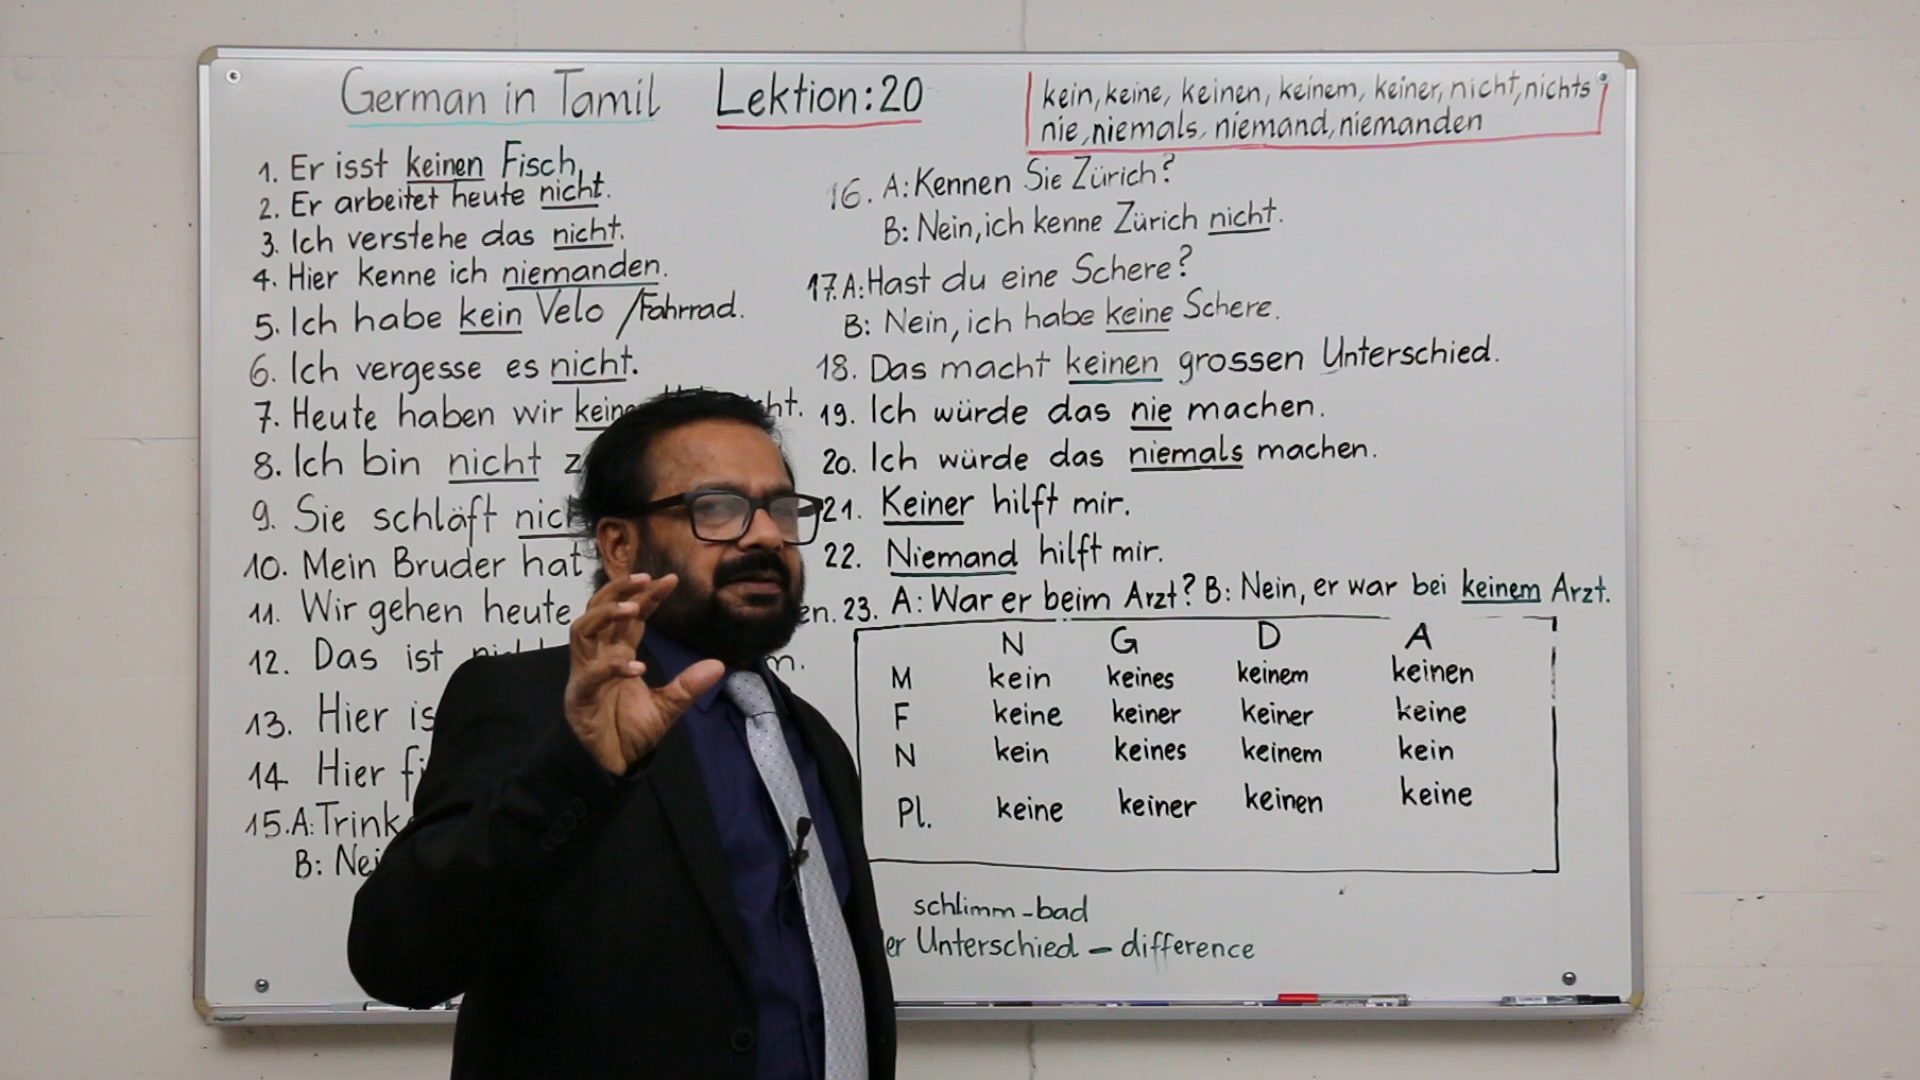 German in Tamil Lektion:20
kein, keine, keinen, keinem, keiner, nicht, nichts
nie, niemals, niemand, niemanden
1. Er isst keinen Fisch.
2. Er arbeitet heute nicht.
3. Ich verstehe das nicht.
4. Hier kenne ich niemanden.
5. Ich habe kein Velo /Fahrrad.
6. Ich vergesse es nicht.
7. Heute haben wir
8. Ich bin nicht
9. Sie schläft
10. Mein Bruder hat
11. Wir gehen heute
12. Das ist
13. Hier
14 Hier
15. A:
B:
16. A: Kennen Sie Zürich?
B: Nein, ich kenne Zürich nicht.
17. A: Hast du eine Schere?
B: Nein, ich habe keine Schere.
18. Das macht keinen grossen Unterschied.
19. Ich würde das nie machen.
20. Ich würde das niemals machen.
21. Keiner hilft mir.
22. Niemand hilft mir.
23. A: War er beim Arzt? B: Nein, er war bei keinem Arzt.
N G D A
M kein keines keinem keinen
F keine keiner keiner keine
N kein keines keinem kein
Pl. keine keiner keinen keine
schlimm - bad
Unterschied - difference